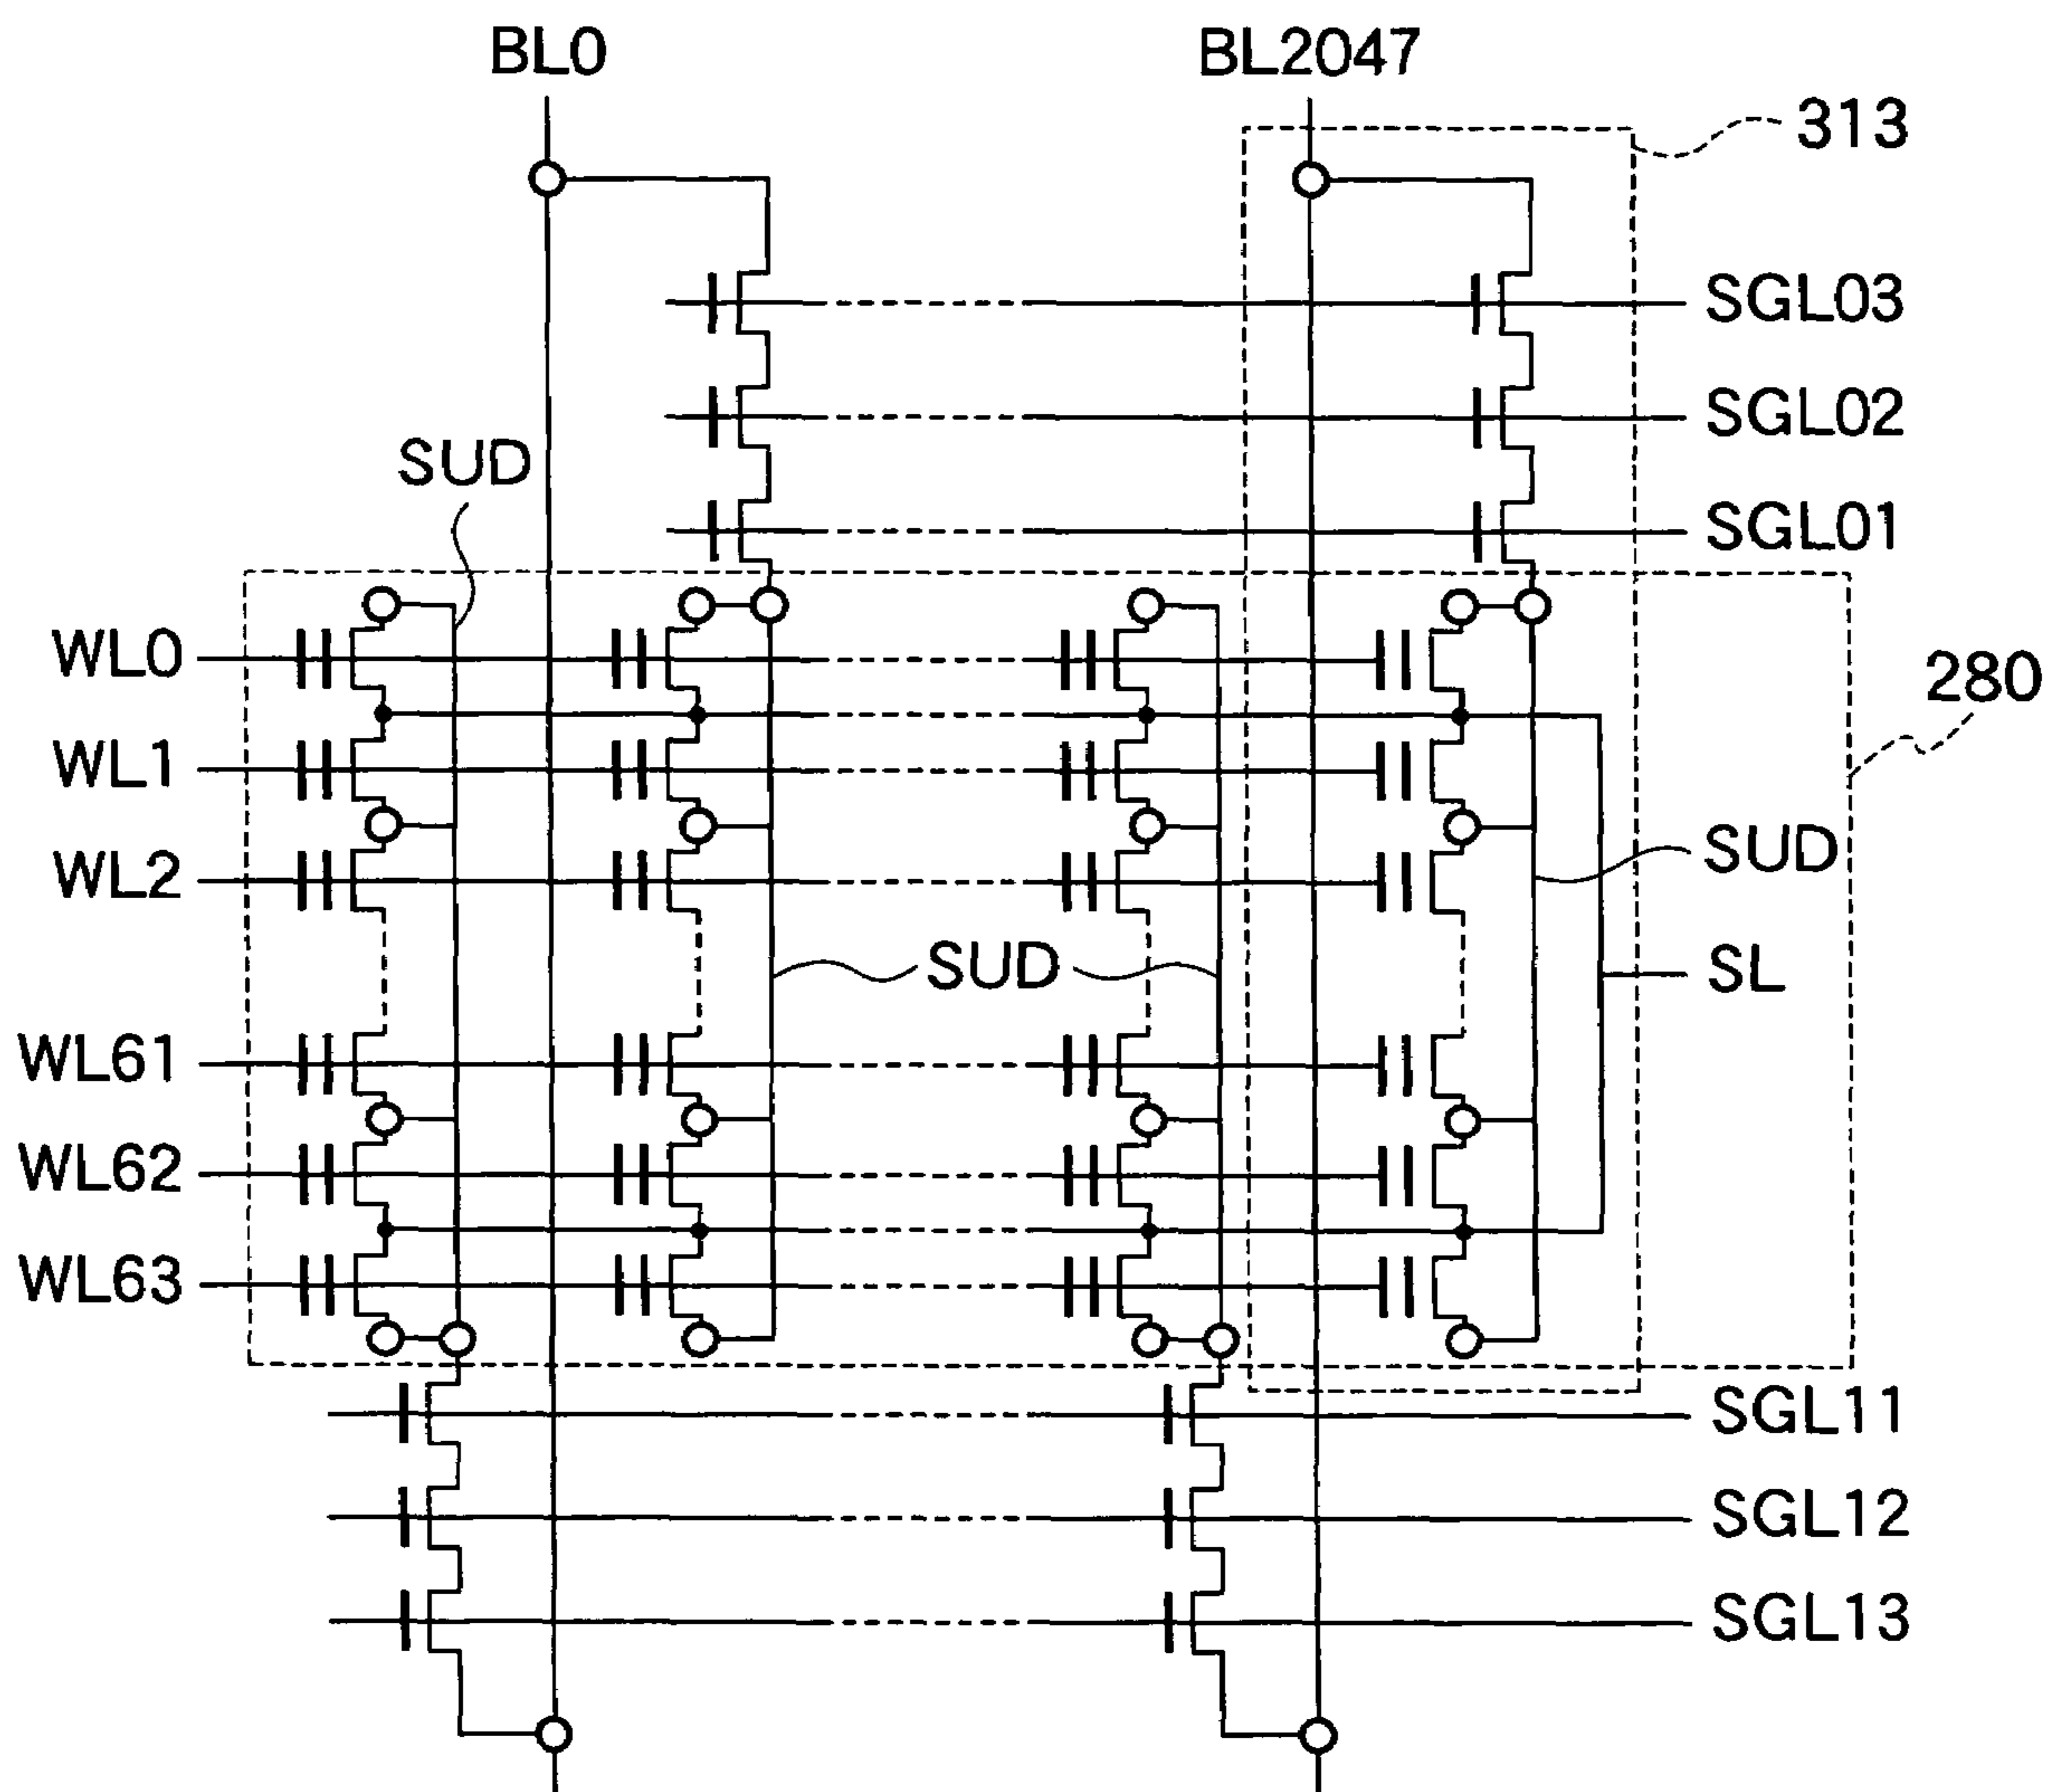 BL0
BL2047
313
SGL03
SGL02
SUD
SGL01
WL0
280
WL1
SUD
WL2
SUD
SL
WL61
WL62
WL63
SGL11
SGL12
SGL13